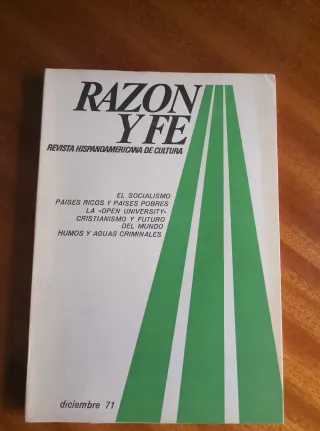 RAZON
Y FE
REVISTA HISPANOAMERICANA DE CULTURA
EL SOCIALISMO
PAISES RICOS Y PAISES POBRES
LA «OPEN UNIVERSITY»
CRISTIANISMO Y FUTURO
DEL MUNDO
HUMOS Y AGUAS CRIMINALES
diciembre 71